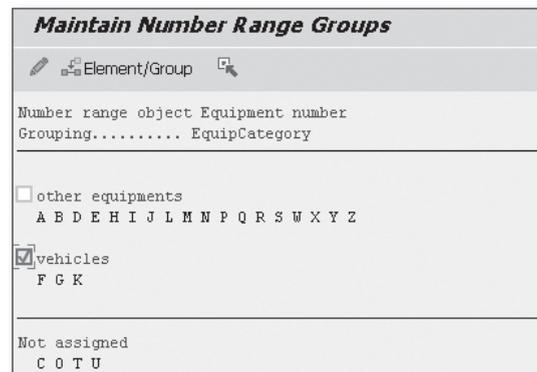 Maintain Number Range Groups
Element/Group
Number range object Equipment number
Grouping.......... EquipCategory
other equipments
A B D E H I J L M N P Q R S W X Y Z
vehicles
F G K
Not assigned
C O T U